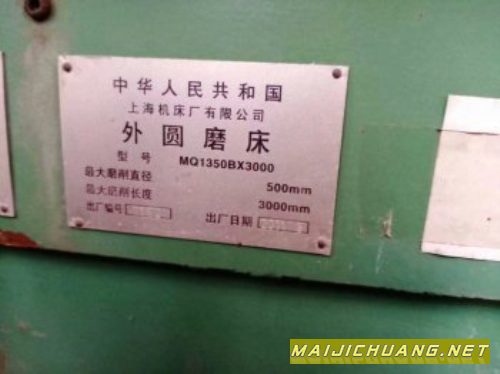 中华人民共和国
上海机床厂有限公司
外圆磨床
型号 MQ1350BX3000
最大磨削直径 500mm
最大磨削长度 3000mm
出厂编号 出厂日期
MAIJICHUANG.NET